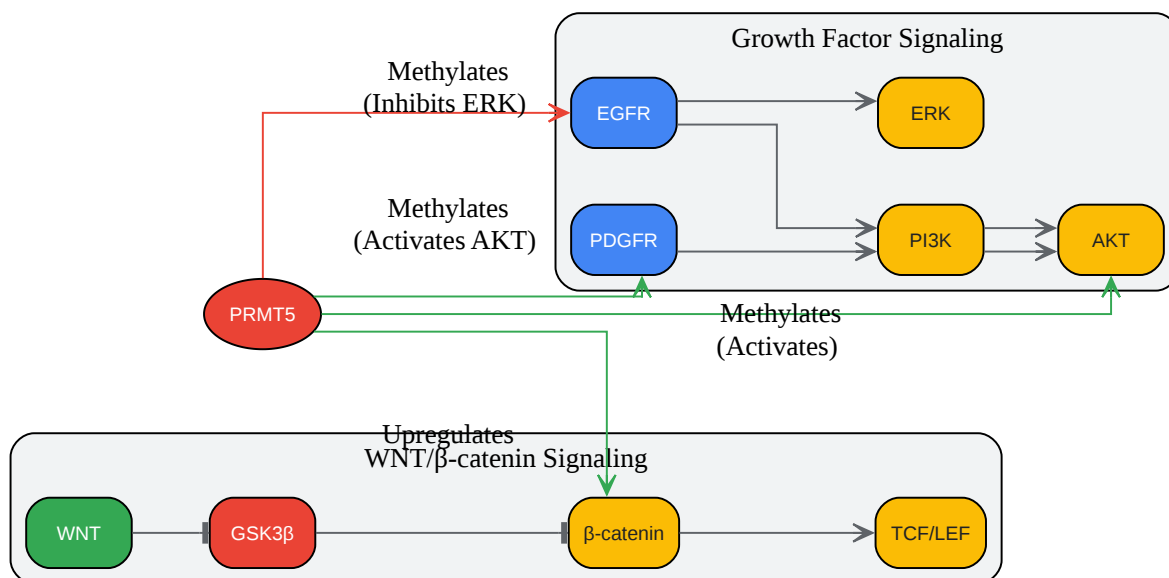 Growth Factor Signaling
Methylates
(Inhibits ERK)
EGFR
ERK
Methylates
(Activates AKT)
PDGFR
PI3K
AKT
PRMT5
Methylates
(Activates)
Upregulates
WNT/β-catenin Signaling
WNT
GSK3β
β-catenin
TCF/LEF